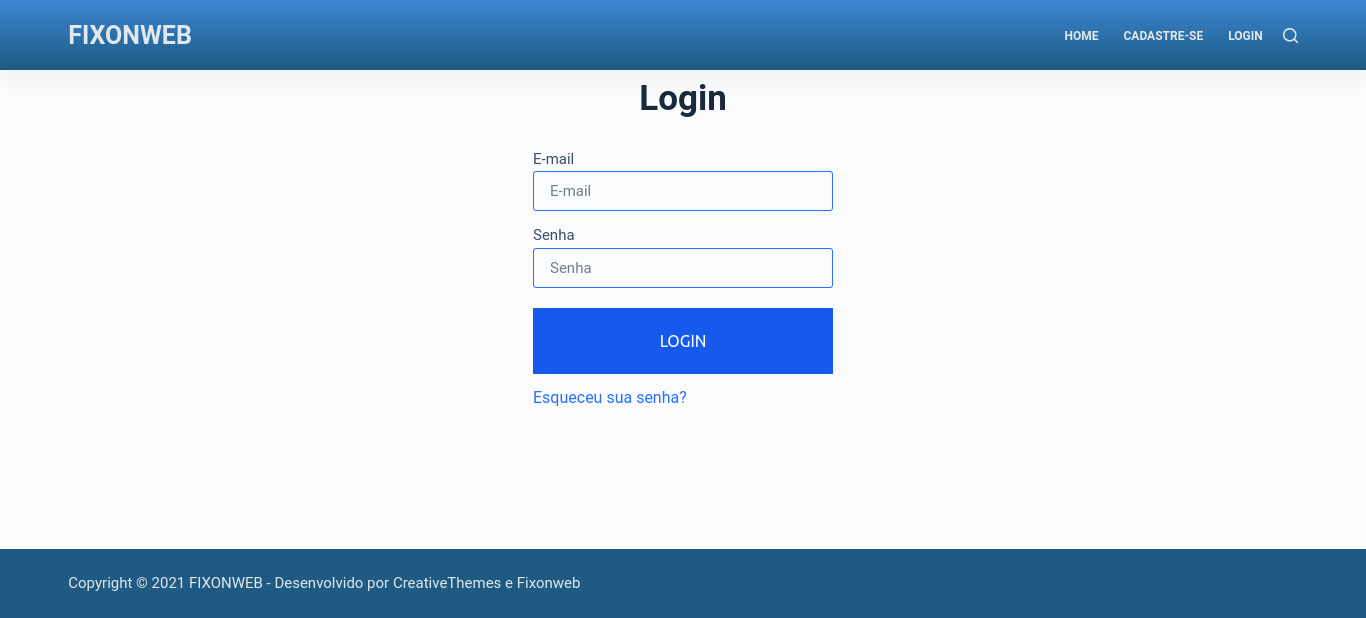 FIXONWEB
HOME CADASTRE-SE LOGIN
Login
E-mail
E-mail
Senha
Senha
LOGIN
Esqueceu sua senha?
Copyright © 2021 FIXONWEB - Desenvolvido por CreativeThemes e Fixonweb